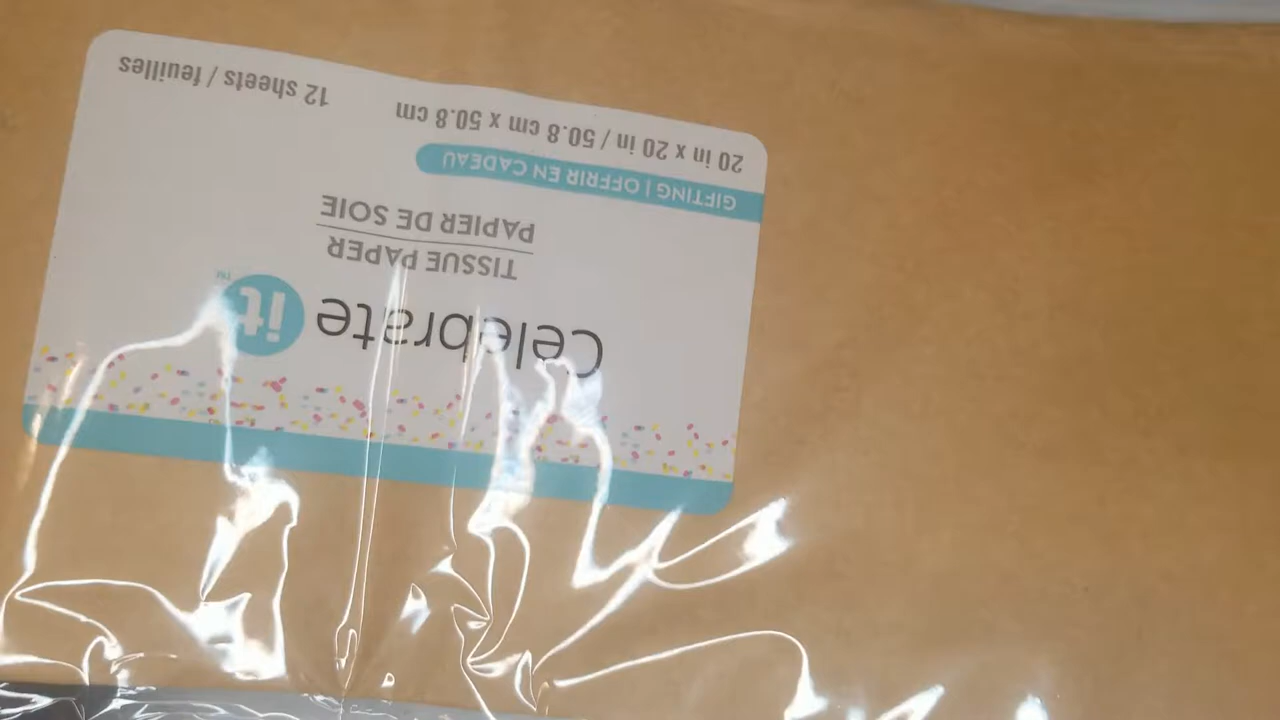 Celebrate it™
TISSUE PAPER
PAPIER DE SOIE
GIFTING | OFFRIR EN CADEAU
20 in x 20 in / 50.8 cm x 50.8 cm
12 sheets / feuilles